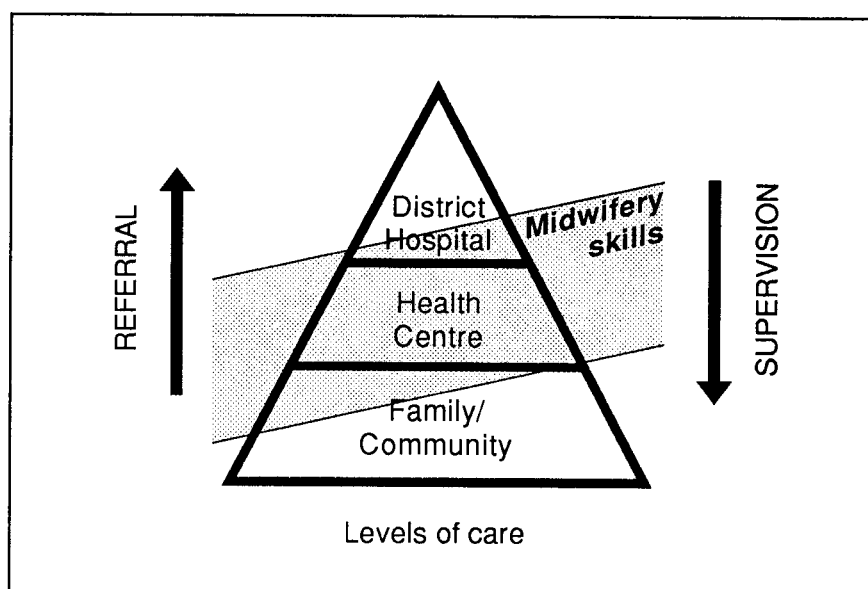 REFERRAL
District
Hospital
Midwifery
skills
Health
Centre
SUPERVISION
Family/
Community
Levels of care